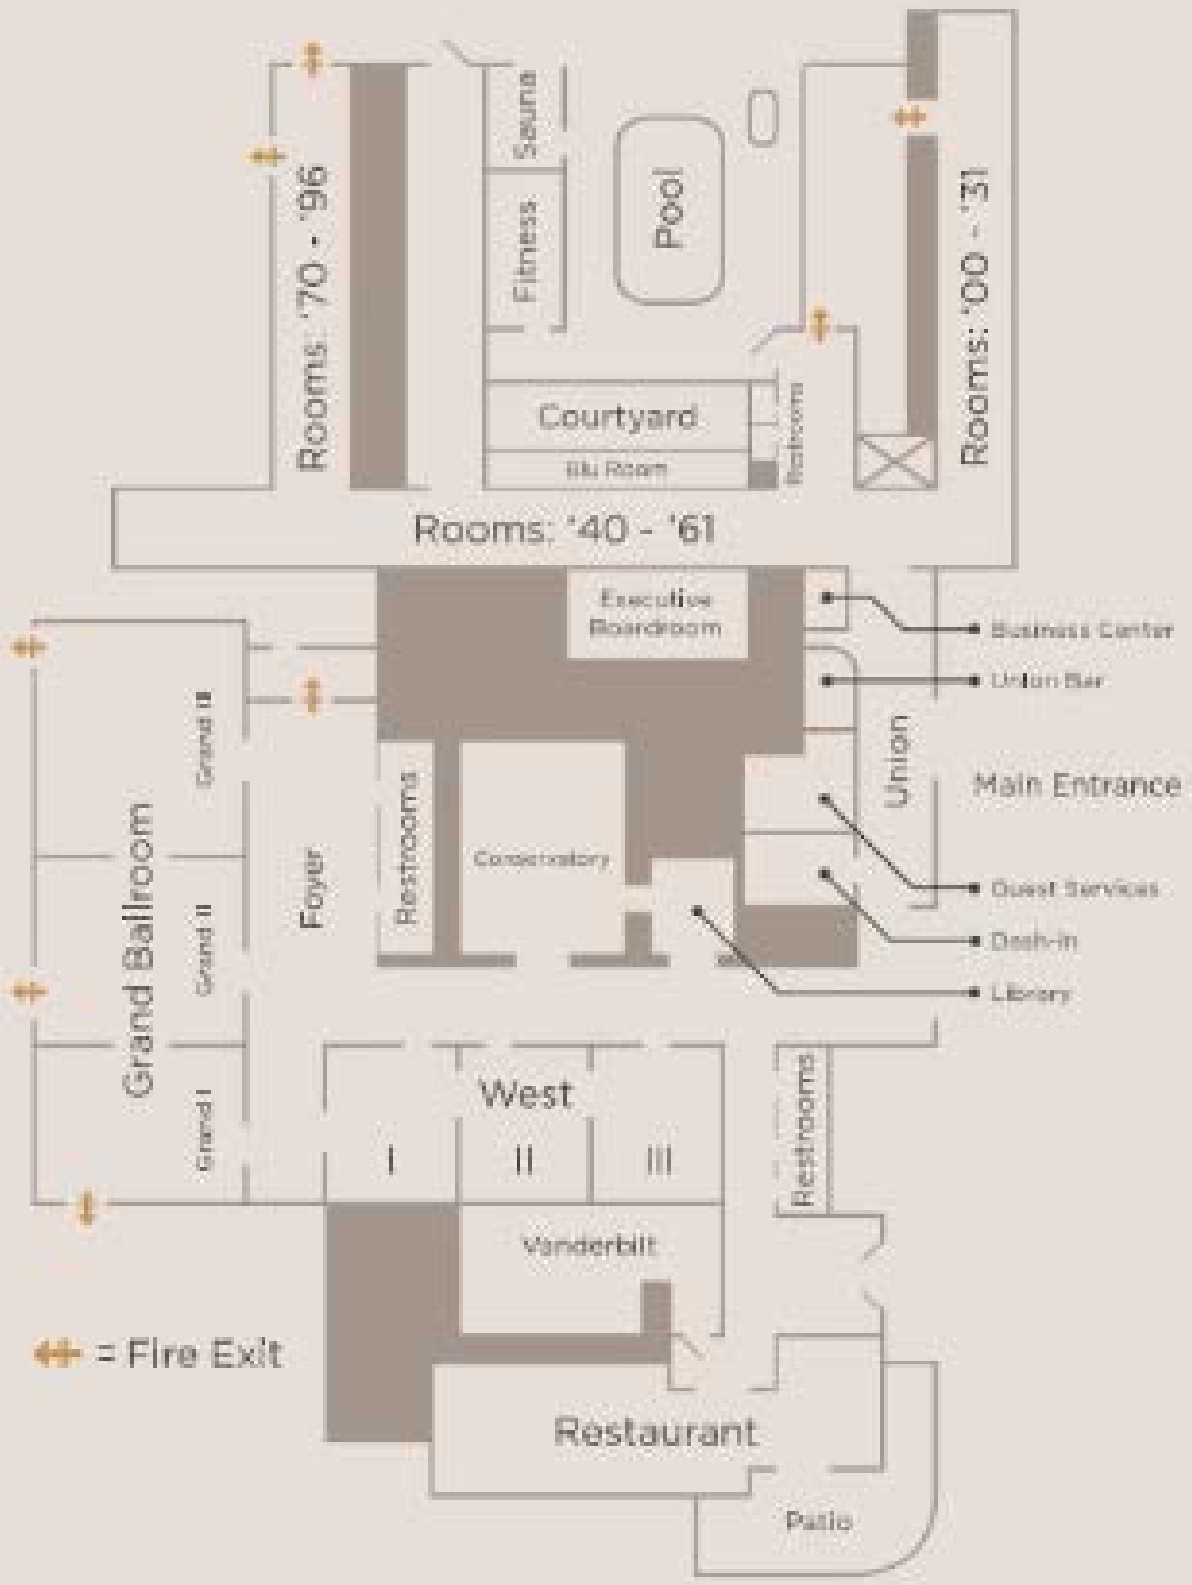 Sauna
Fitness
Pool
Rooms: '70 - '96
Rooms: '00 - '31
Courtyard
Blu Room
Restrooms
Rooms: '40 - '61
Executive
Boardroom
Business Center
Union Bar
Union
Main Entrance
Guest Services
Dash-In
Library
Grand III
Grand II
Grand I
Grand Ballroom
Foyer
Restrooms
Conservatory
West
I
II
III
Restrooms
Vanderbilt
= Fire Exit
Restaurant
Patio